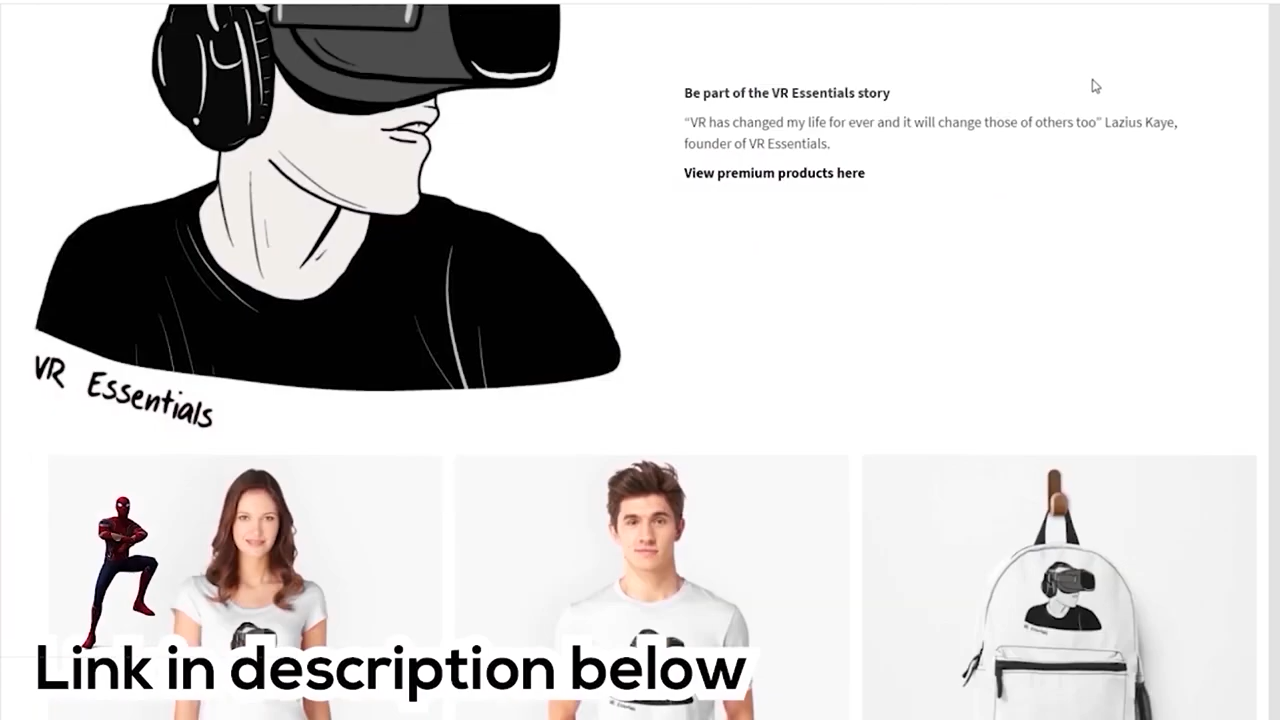 Be part of the VR Essentials story
“VR has changed my life for ever and it will change those of others too” Lazius Kaye,
founder of VR Essentials.
View premium products here
VR Essentials
Link in description below